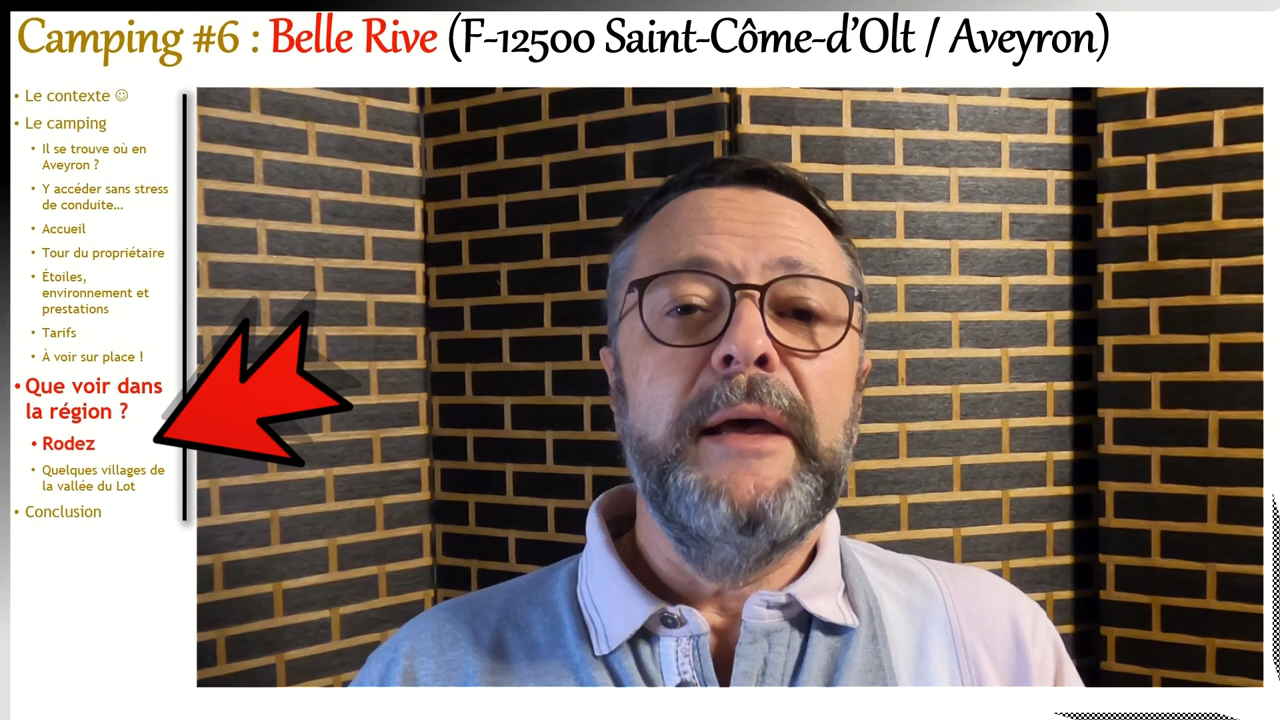 Camping #6 : Belle Rive (F-12500 Saint-Côme-d’Olt / Aveyron)
• Le contexte ☺
• Le camping
• Il se trouve où en
Aveyron ?
• Y accéder sans stress
de conduite…
• Accueil
• Tour du propriétaire
• Étoiles,
environnement et
prestations
• Tarifs
• À voir sur place !
• Que voir dans
la région ?
• Rodez
• Quelques villages de
la vallée du Lot
• Conclusion